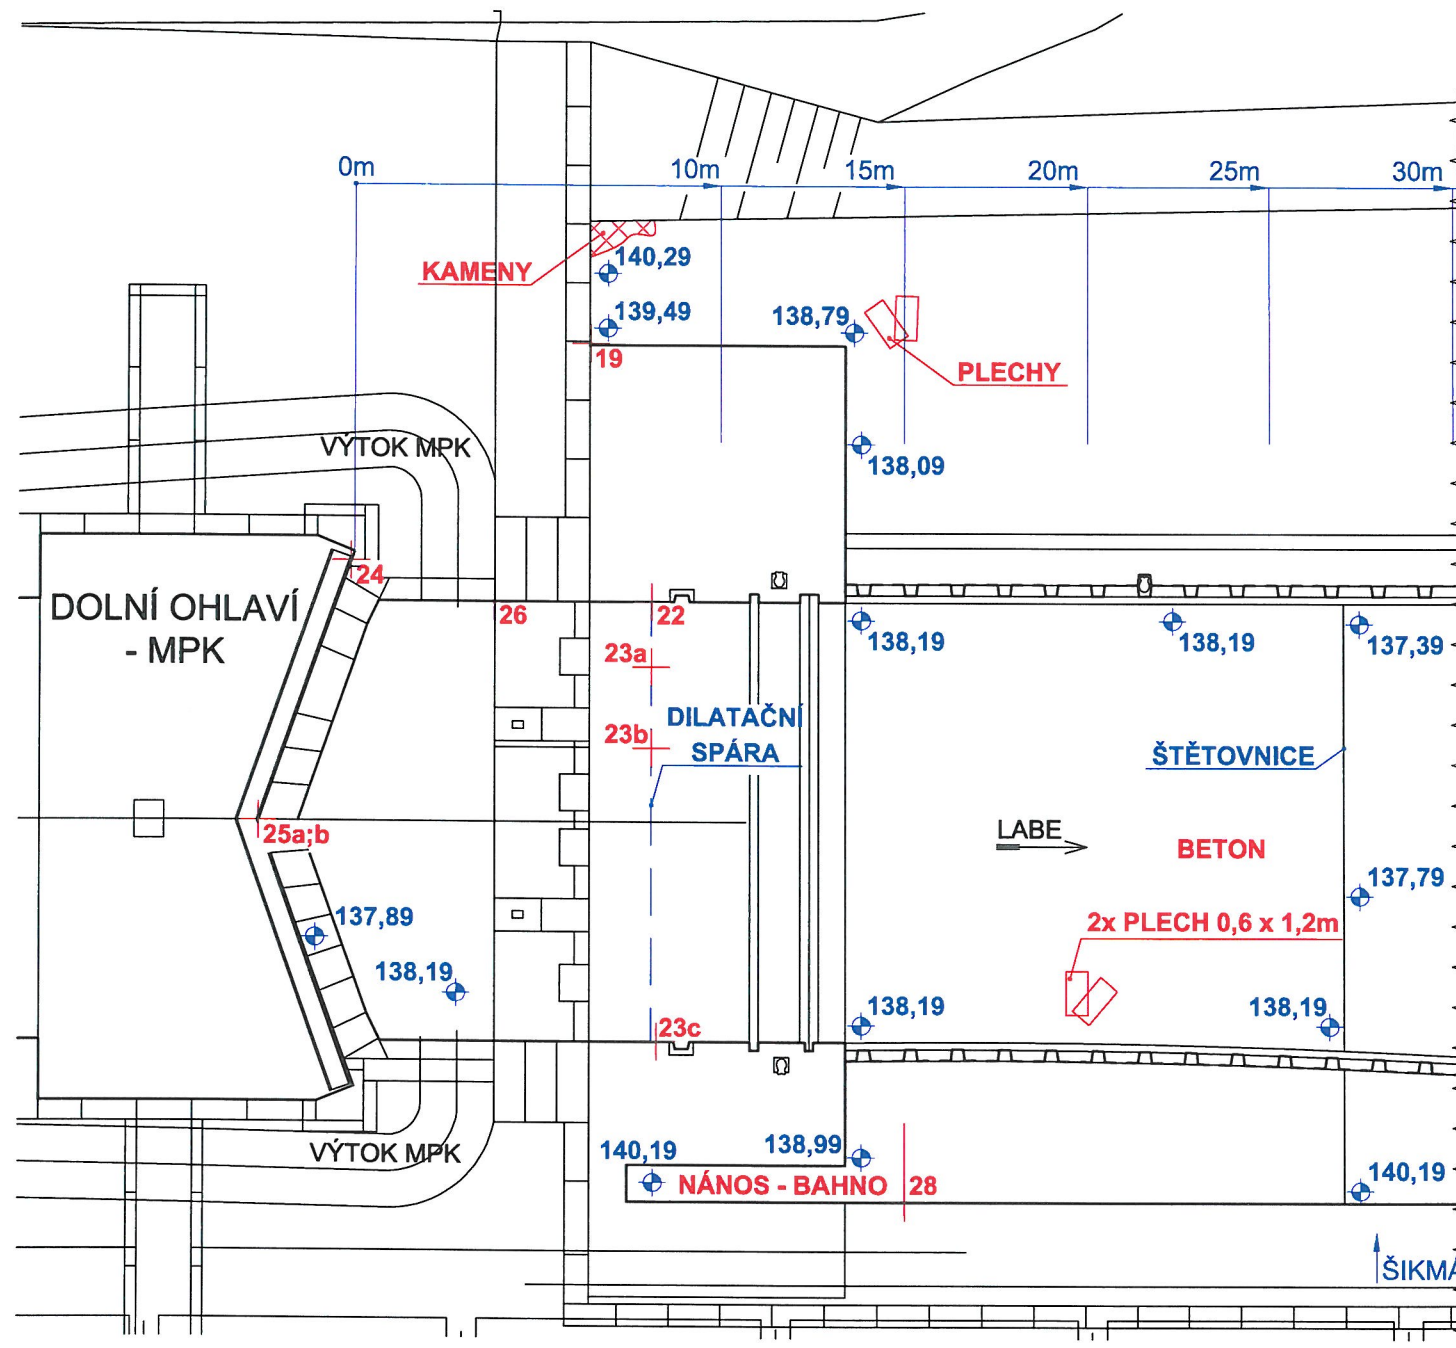 0m 10m 15m 20m 25m 30m
KAMENY
140,29
139,49
138,79
19
PLECHY
VÝTOK MPK
138,09
24
DOLNÍ OHLAVÍ
- MPK
26
22
138,19
138,19
137,39
23a
23b
DILATAČNÍ
SPÁRA
ŠTĚTOVNICE
25a;b
LABE
BETON
137,79
137,89
2x PLECH 0,6 x 1,2m
138,19
138,19
138,19
23c
VÝTOK MPK
140,19
138,99
NÁNOS - BAHNO
28
140,19
ŠIKMÁ